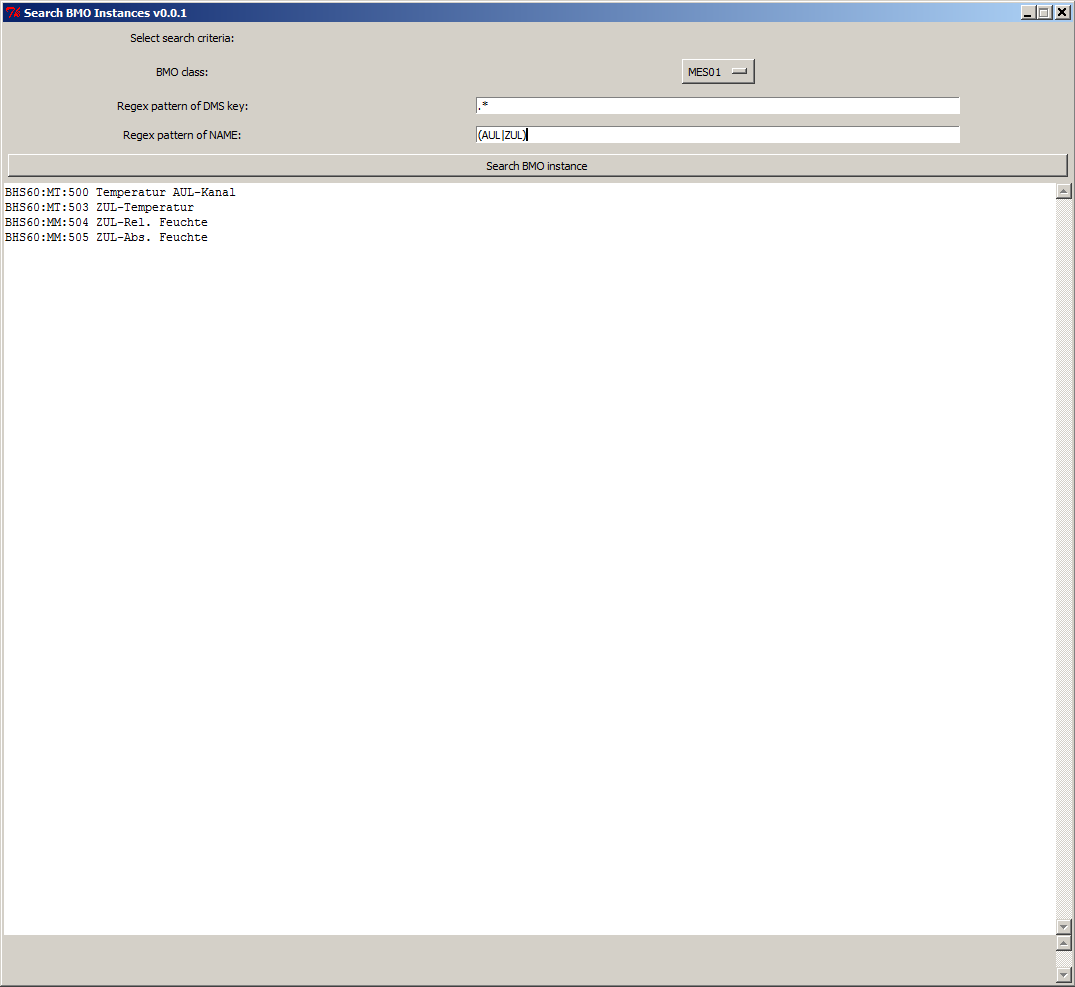 Search BMO Instances v0.0.1
Select search criteria:
BMO class: MES01
Regex pattern of DMS key: .*
Regex pattern of NAME: (AUL|ZUL)
Search BMO instance
BHS60:MT:500 Temperatur AUL-Kanal
BHS60:MT:503 ZUL-Temperatur
BHS60:MM:504 ZUL-Rel. Feuchte
BHS60:MM:505 ZUL-Abs. Feuchte